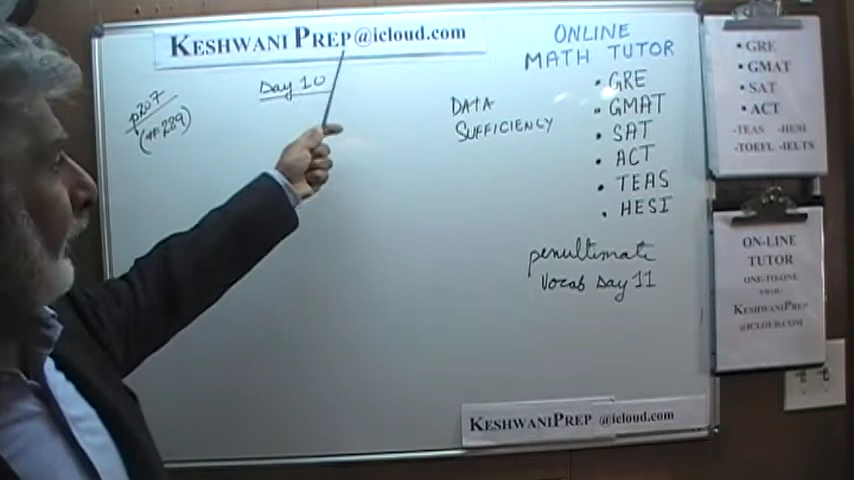 KESHWANI PREP@icloud.com
Day 10
p207
(#289)
DATA
SUFFICIENCY
ONLINE
MATH TUTOR
• GRE
• GMAT
• SAT
• ACT
• TEAS
• HESI
penultimate
Vocab Day 11
KESHWANIPREP @icloud.com
• GRE
• GMAT
• SAT
• ACT
-TEAS -HESI
-TOEFL -IELTS
ON-LINE
TUTOR
ONE-TO-ONE
KESHWANIPREP
@ICLOUD.COM